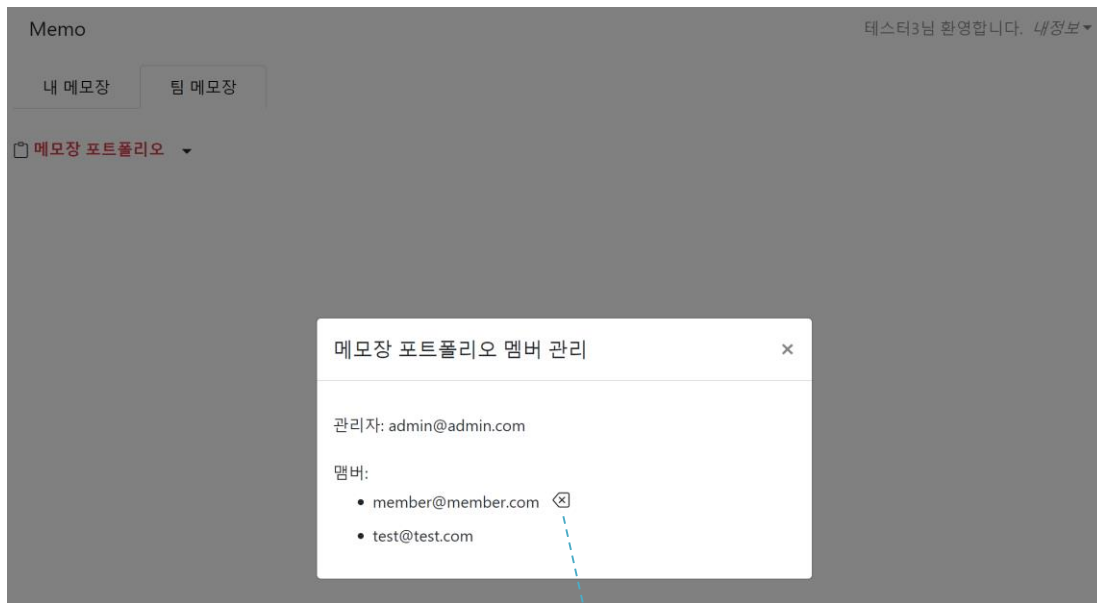 Memo
테스터3님 환영합니다. 내정보
내 메모장
팀 메모장
메모장 포트폴리오
메모장 포트폴리오 멤버 관리
×
관리자: admin@admin.com
맴버:
• member@member.com
• test@test.com